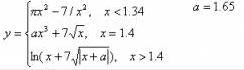 πx² − 7/x², x < 1.34 a = 1.65
y = { ax³ + 7√x, x = 1.4
ln(x + 7√|x + a|), x > 1.4